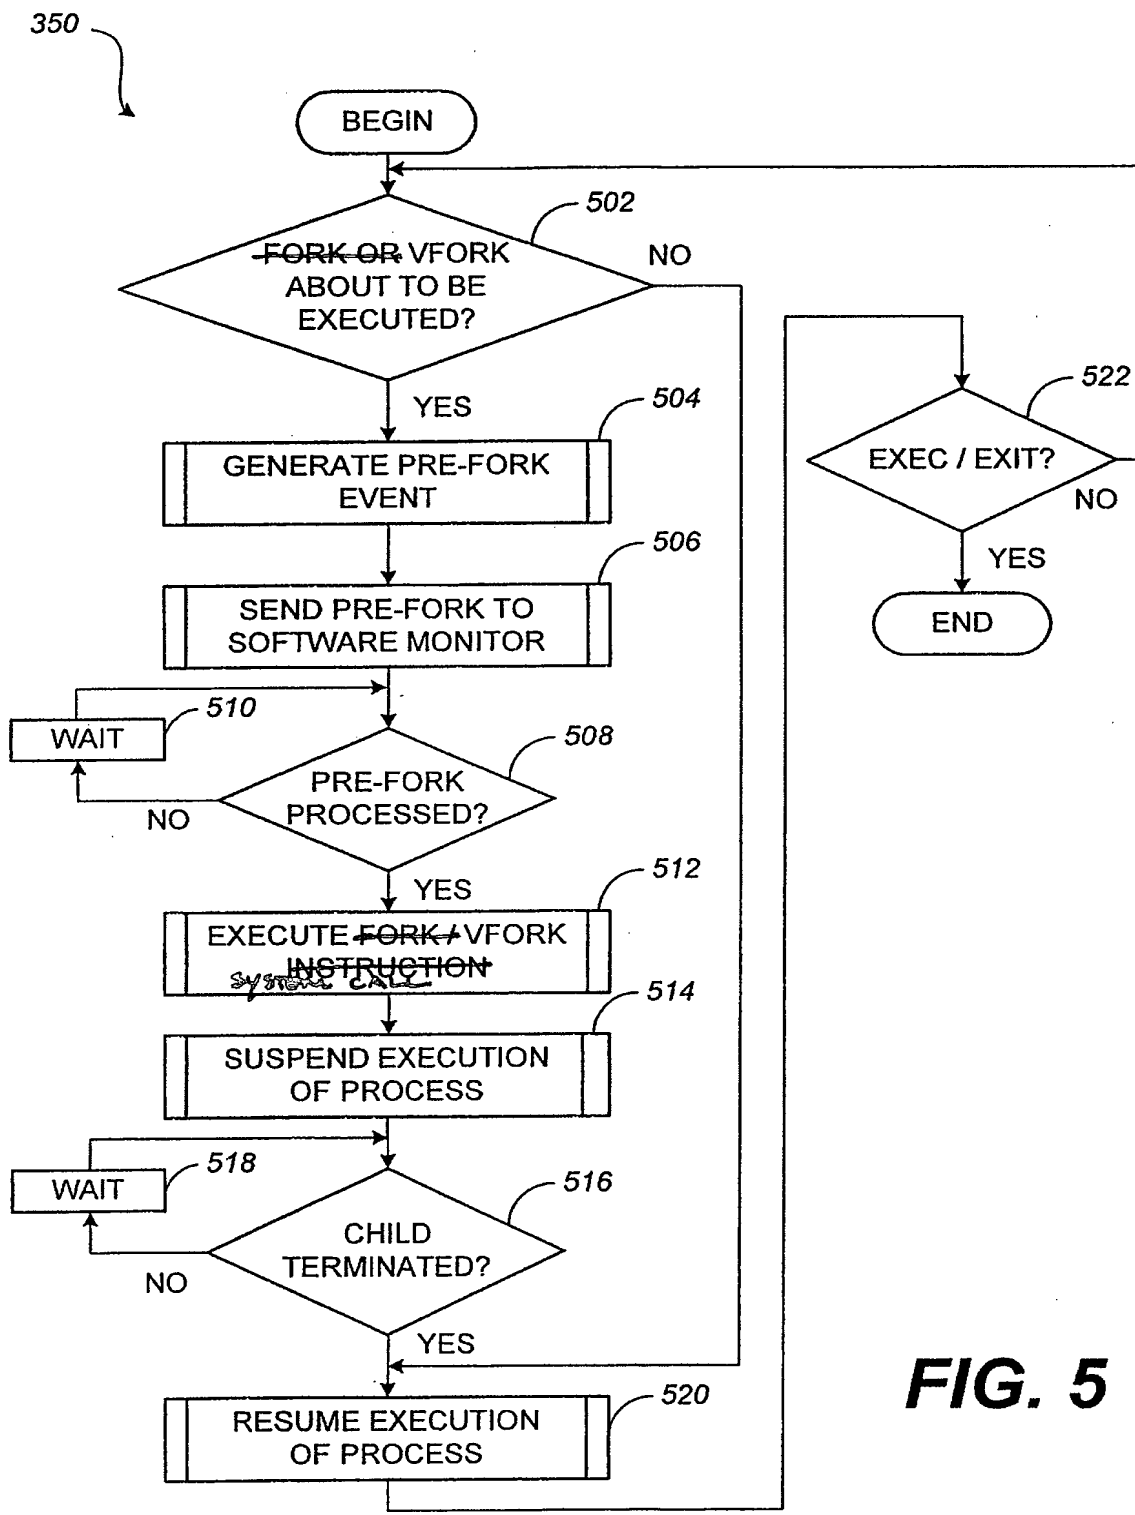 350
BEGIN
502
FORK OR VFORK
ABOUT TO BE
EXECUTED?
NO
YES
504
GENERATE PRE-FORK
EVENT
506
SEND PRE-FORK TO
SOFTWARE MONITOR
510
WAIT
508
PRE-FORK
PROCESSED?
NO
YES
512
EXECUTE FORK / VFORK
INSTRUCTION
SYSTEM CALL
514
SUSPEND EXECUTION
OF PROCESS
518
WAIT
516
CHILD
TERMINATED?
NO
YES
520
RESUME EXECUTION
OF PROCESS
522
EXEC / EXIT?
NO
YES
END
FIG. 5